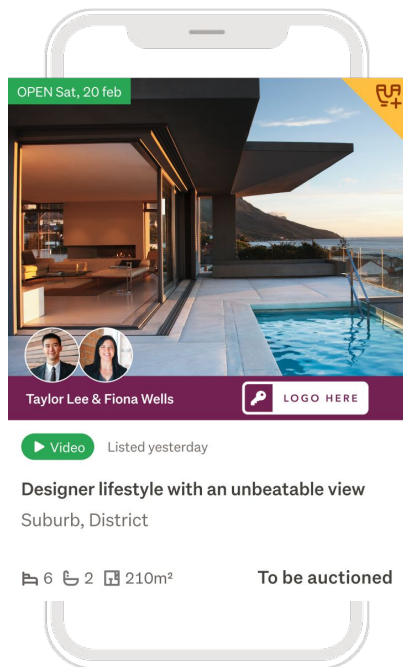 OPEN Sat, 20 feb
Taylor Lee & Fiona Wells
LOGO HERE
Video
Listed yesterday
Designer lifestyle with an unbeatable view
Suburb, District
6 2 210m²
To be auctioned